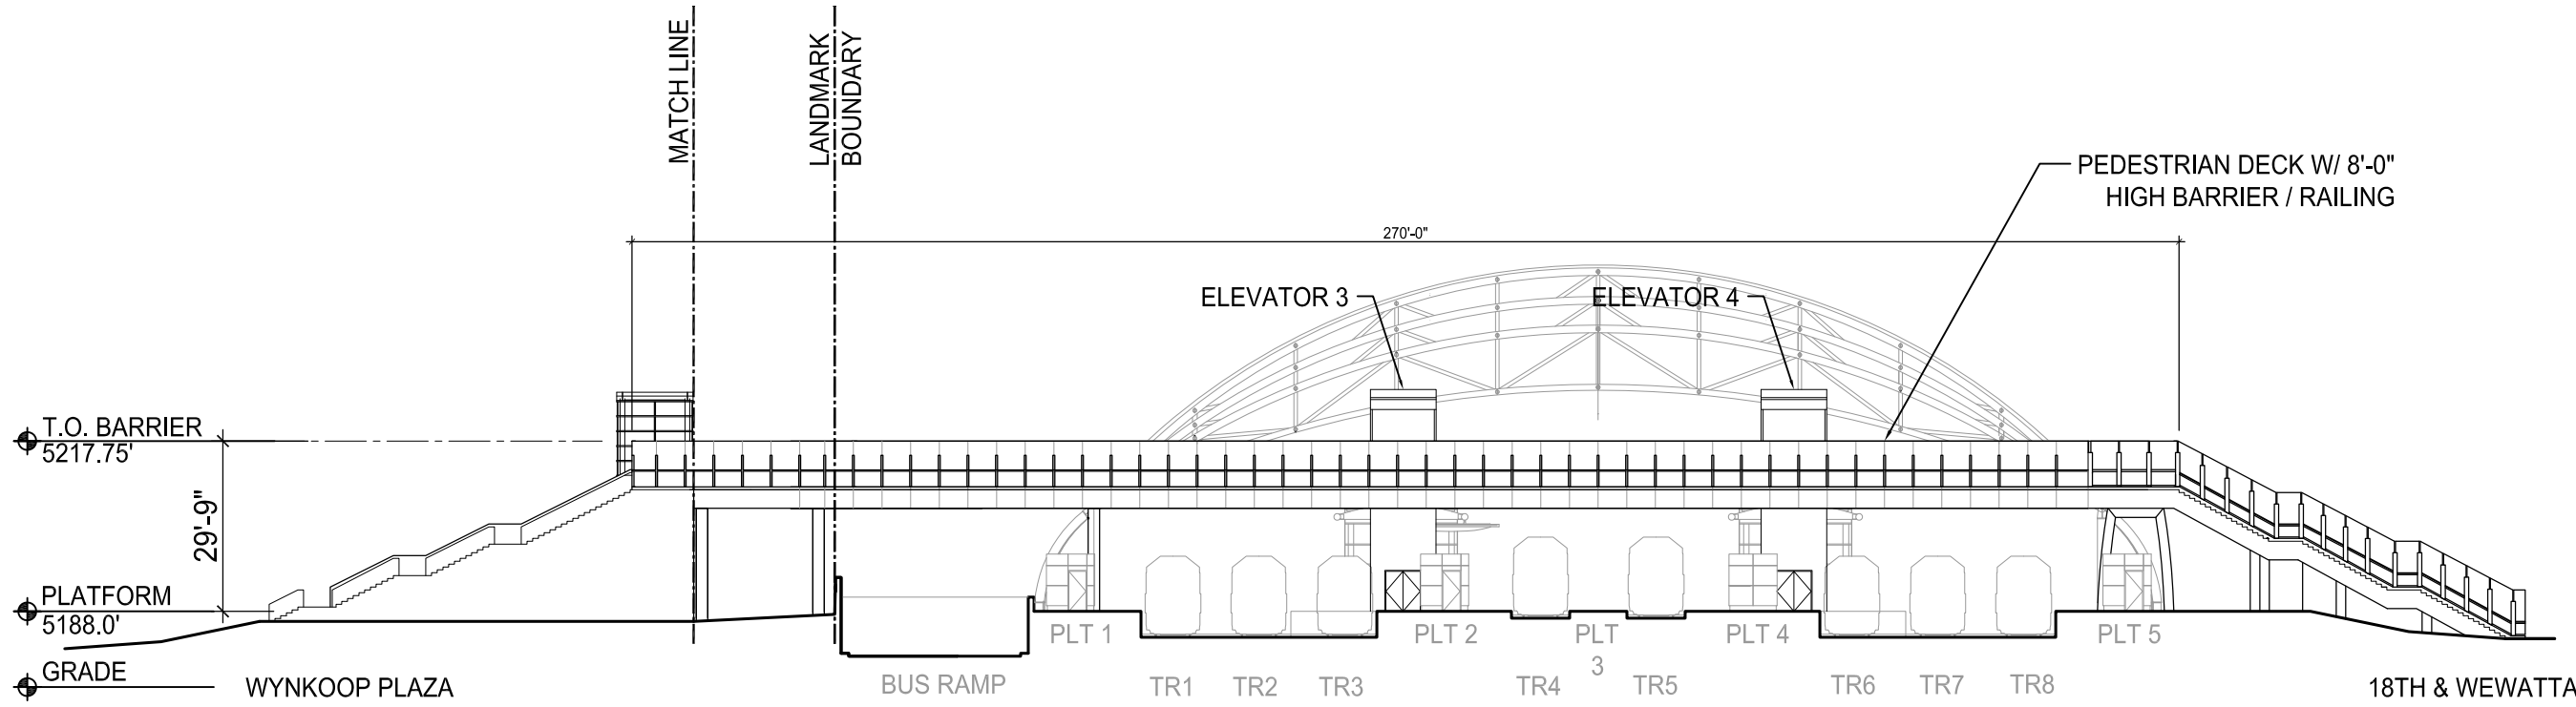 MATCH LINE
LANDMARK
BOUNDARY
PEDESTRIAN DECK W/ 8'-0"
HIGH BARRIER / RAILING
270'-0"
ELEVATOR 3
ELEVATOR 4
T.O. BARRIER
5217.75'
29'-9"
PLATFORM
5188.0'
GRADE
WYNKOOP PLAZA
BUS RAMP
PLT 1
TR1
TR2
TR3
PLT 2
TR4
PLT
3
TR5
PLT 4
TR6
TR7
TR8
PLT 5
18TH & WEWATTA